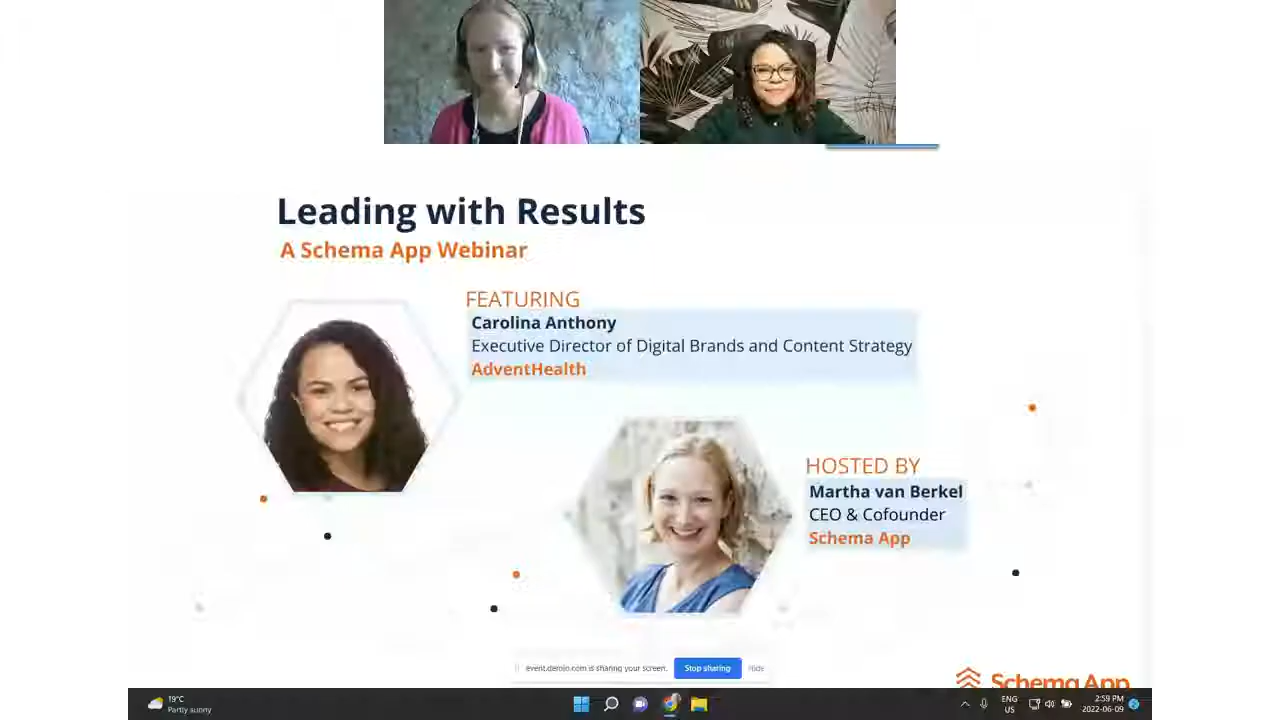 Leading with Results
A Schema App Webinar
FEATURING
Carolina Anthony
Executive Director of Digital Brands and Content Strategy
AdventHealth
HOSTED BY
Martha van Berkel
CEO & Cofounder
Schema App
event.demio.com is sharing your screen.
Stop sharing
Hide
Schema App
19°C
Partly sunny
ENG
US
2:59 PM
2022-06-09